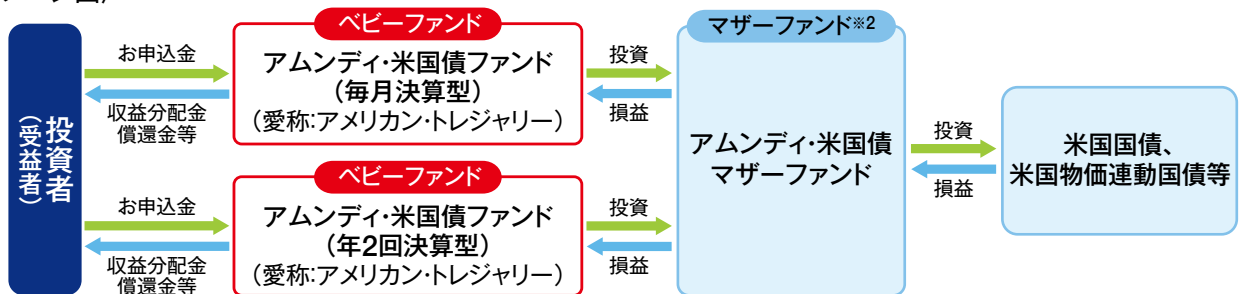 投資者
（受益者）
お申込金
収益分配金
償還金等
ベビーファンド
アムンディ・米国債ファンド
（毎月決算型）
（愛称:アメリカン・トレジャリー）
投資
損益
お申込金
収益分配金
償還金等
ベビーファンド
アムンディ・米国債ファンド
（年2回決算型）
（愛称:アメリカン・トレジャリー）
投資
損益
マザーファンド※2
アムンディ・米国債
マザーファンド
投資
損益
米国国債、
米国物価連動国債等